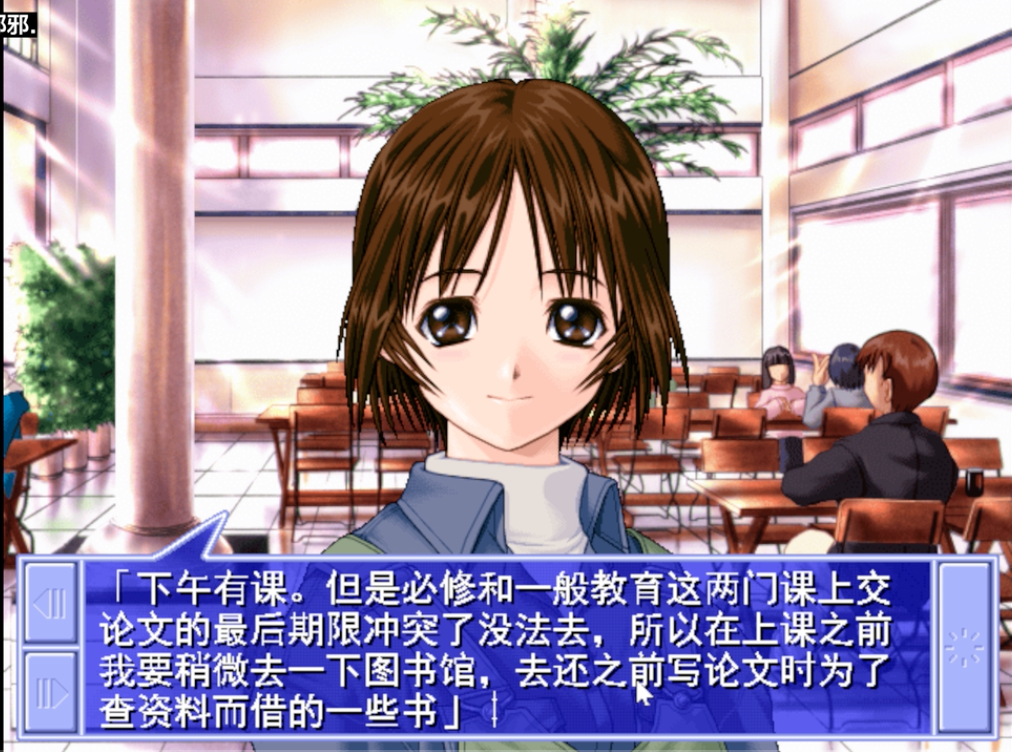 邪.
「下午有课。但是必修和一般教育这两门课上交
论文的最后期限冲突了没法去，所以在上课之前
我要稍微去一下图书馆，去还之前写论文时为了
查资料而借的一些书」